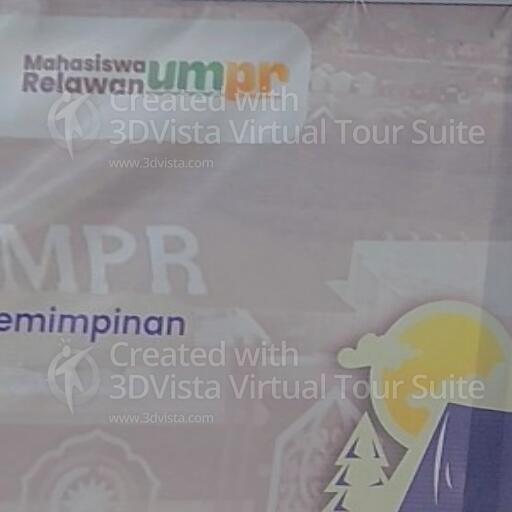 Mahasiswa
Relawan umpr
Created with
3DVista Virtual Tour Suite
www.3dvista.com
MPR
emimpinan
Created with
3DVista Virtual Tour Suite
www.3dvista.com